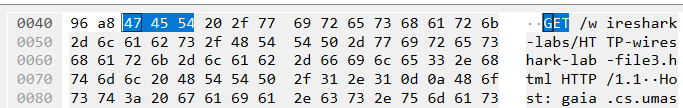 0040 96 a8 47 45 54 20 2f 77 69 72 65 73 68 61 72 6b ··GET /w ireshark
0050 2d 6c 61 62 73 2f 48 54 54 50 2d 77 69 72 65 73 -labs/HT TP-wires
0060 68 61 72 6b 2d 6c 61 62 2d 66 69 6c 65 33 2e 68 hark-lab -file3.h
0070 74 6d 6c 20 48 54 54 50 2f 31 2e 31 0d 0a 48 6f tml HTTP /1.1··Ho
0080 73 74 3a 20 67 61 69 61 2e 63 73 2e 75 6d 61 73 st: gaia .cs.umas